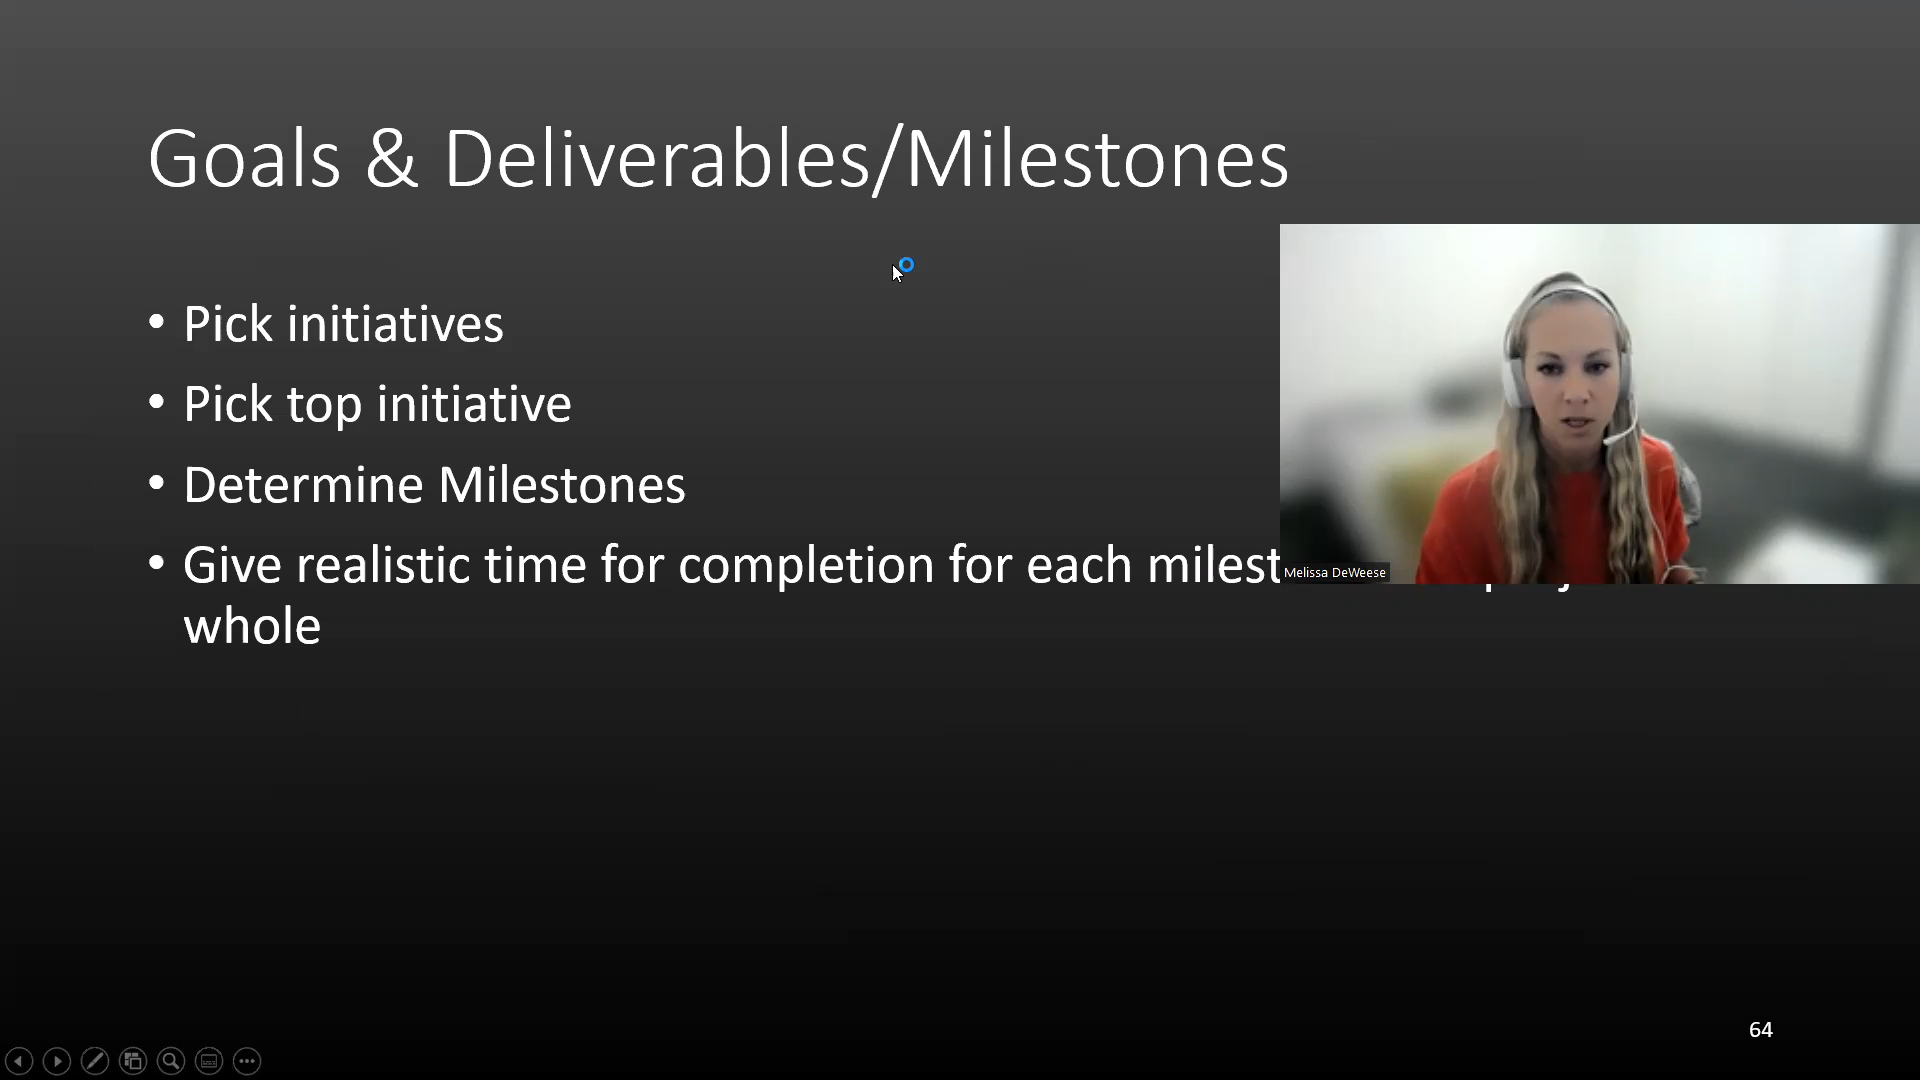 Goals & Deliverables/Milestones
• Pick initiatives
• Pick top initiative
• Determine Milestones
• Give realistic time for completion for each
whole
Melissa DeWeese
64